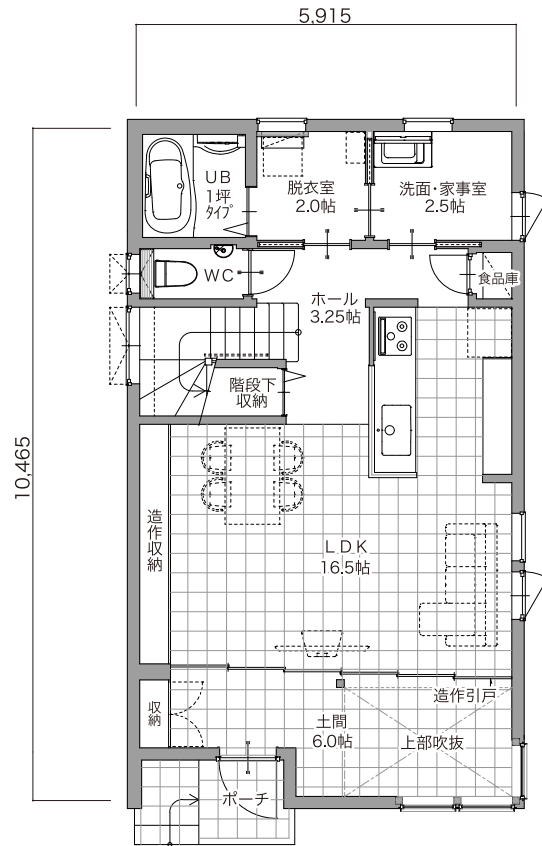 5,915
UB
1坪
タイプ
脱衣室
2.0帖
洗面・家事室
2.5帖
WC
食品庫
ホール
3.25帖
階段下
収納
10,465
造作収納
LDK
16.5帖
造作引戸
収納
土間
6.0帖
上部吹抜
ポーチ